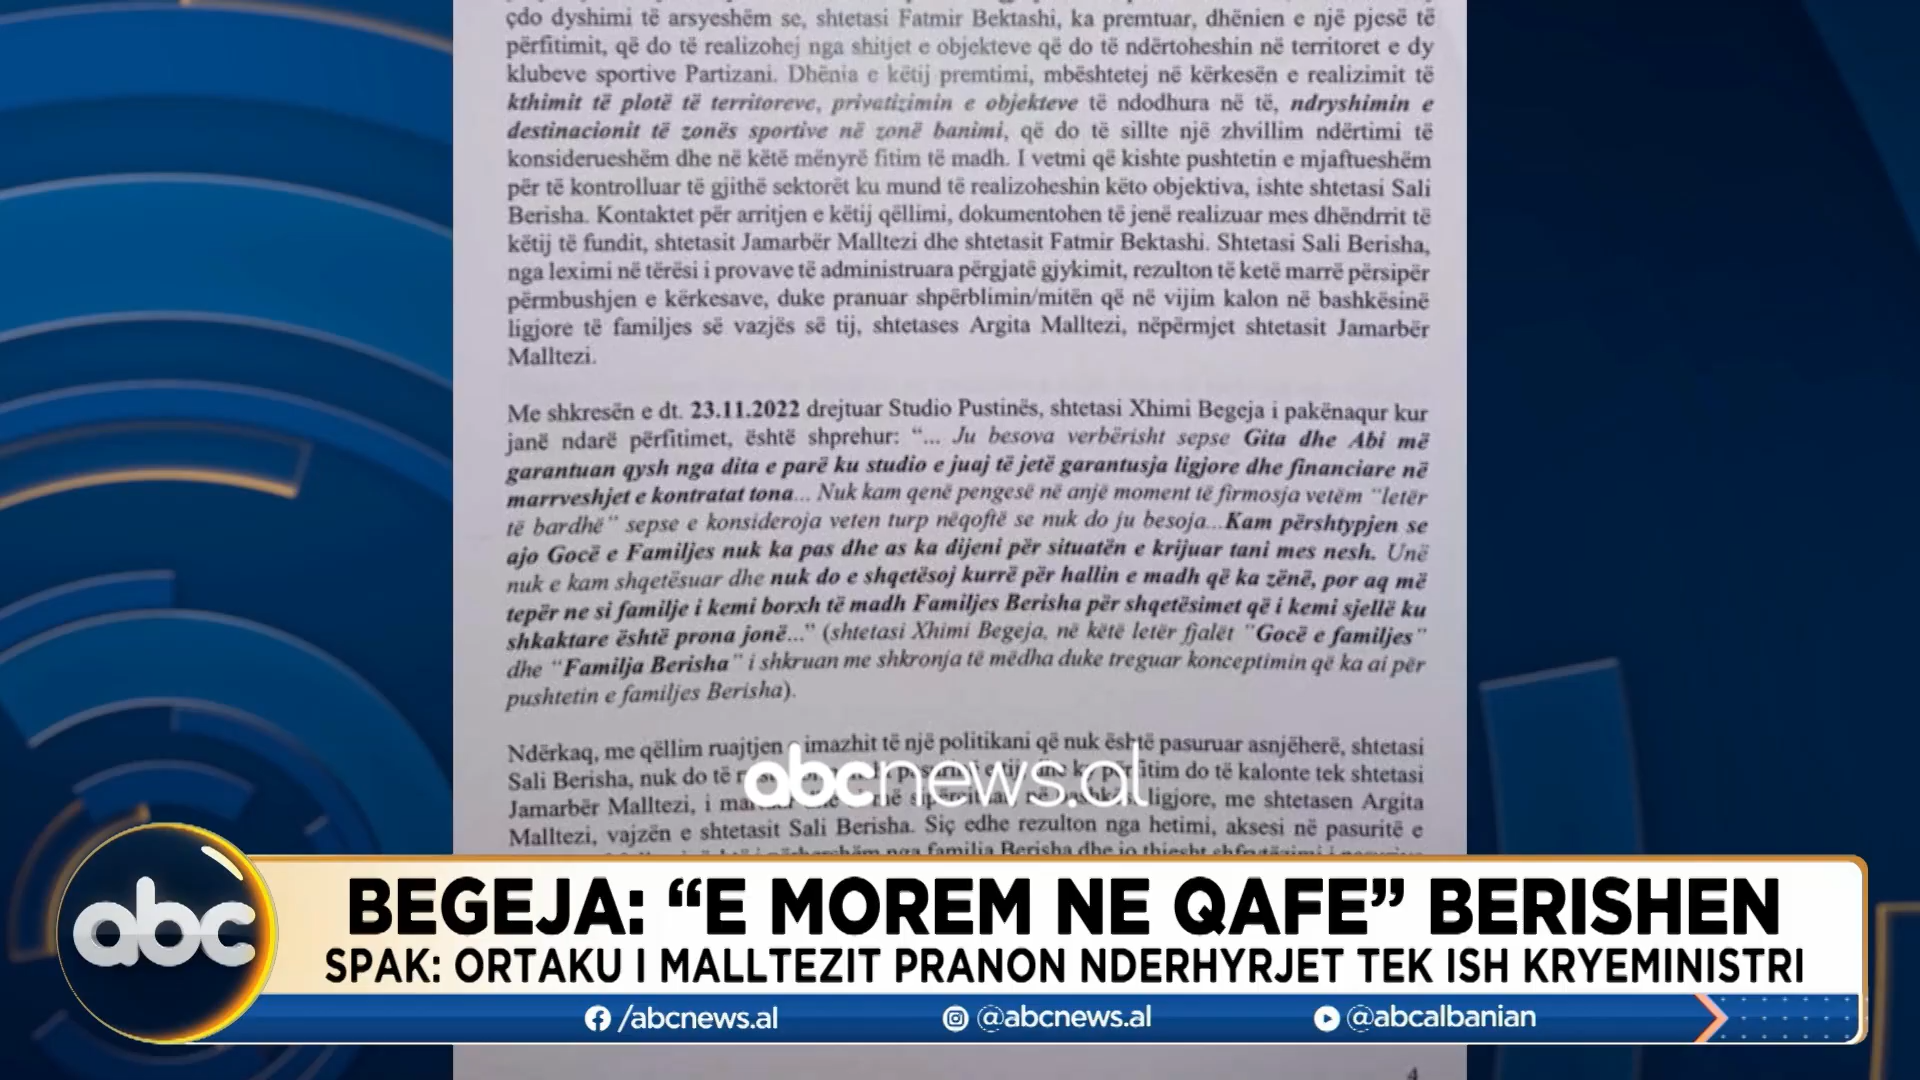 çdo dyshimi të arsyeshëm se, shtetasi Fatmir Bektashi, ka premtuar, dhënien e një pjesë të
përfitimit, që do të realizohej nga shitjet e objekteve që do të ndërtoheshin në territoret e dy
klubeve sportive Partizani. Dhënia e këtij premtimi, mbështetej në kërkesën e realizimit të
kthimit të plotë të territoreve, privatizimin e objekteve të ndodhura në të, ndryshimin e
destinacionit të zonës sportive në zonë banimi, që do të sillte një zhvillim ndërtimi të
konsiderueshëm dhe në këtë mënyrë fitim të madh. I vetmi që kishte pushtetin e mjaftueshëm
për të kontrolluar të gjithë sektorët ku mund të realizoheshin këto objektiva, ishte shtetasi Sali
Berisha. Kontaktet për arritjen e këtij qëllimi, dokumentohen të jenë realizuar mes dhëndrrit të
këtij të fundit, shtetasit Jamarbër Malltezi dhe shtetasit Fatmir Bektashi. Shtetasi Sali Berisha,
nga leximi në tërësi i provave të administruara përgjatë gjykimit, rezulton të ketë marrë përsipër
përmbushjen e kërkesave, duke pranuar shpërblimin/mitën që në vijim kalon në bashkësinë
ligjore të familjes së vazjës së tij, shtetases Argita Malltezi, nëpërmjet shtetasit Jamarbër
Malltezi.
Me shkresën e dt. 23.11.2022 drejtuar Studio Pustinës, shtetasi Xhimi Begeja i pakënaqur kur
janë ndarë përfitimet, është shprehur: “... Ju besova verbërisht sepse Gita dhe Abi më
garantuan qysh nga dita e parë ku studio e juaj të jetë garantusja ligjore dhe financiare në
marrveshjet e kontratat tona... Nuk kam qenë pengesë në anjë moment të firmosja vetëm “letër
të bardhë” sepse e konsideroja veten turp nëqoftë se nuk do ju besoja...Kam përshtypjen se
ajo Gocë e Familjes nuk ka pas dhe as ka dijeni për situatën e krijuar tani mes nesh. Unë
nuk e kam shqetësuar dhe nuk do e shqetësoj kurrë për hallin e madh që ka zënë, por aq më
tepër ne si familje i kemi borxh të madh Familjes Berisha për shqetësimet që i kemi sjellë ku
shkaktare është prona jonë...” (shtetasi Xhimi Begeja, në këtë letër fjalët “Gocë e familjes”
dhe “Familja Berisha” i shkruan me shkronja të mëdha duke treguar konceptimin që ka ai për
pushtetin e familjes Berisha).
Ndërkaq, me qëllim ruajtjen e imazhit të një politikani që nuk është pasuruar asnjëherë, shtetasi
Sali Berisha, nuk do të përfitim do të kalonte tek shtetasi
Jamarbër Malltezi, i ligjore, me shtetasen Argita
Malltezi, vajzën e shtetasit Sali Berisha. Siç edhe rezulton nga hetimi, aksesi në pasuritë e
nga familja Berisha dhe jo thjesht
abcnews.al
abc
BEGEJA: “E MOREM NE QAFE” BERISHEN
SPAK: ORTAKU I MALLTEZIT PRANON NDERHYRJET TEK ISH KRYEMINISTRI
/abcnews.al @abcnews.al @abcalbanian
4